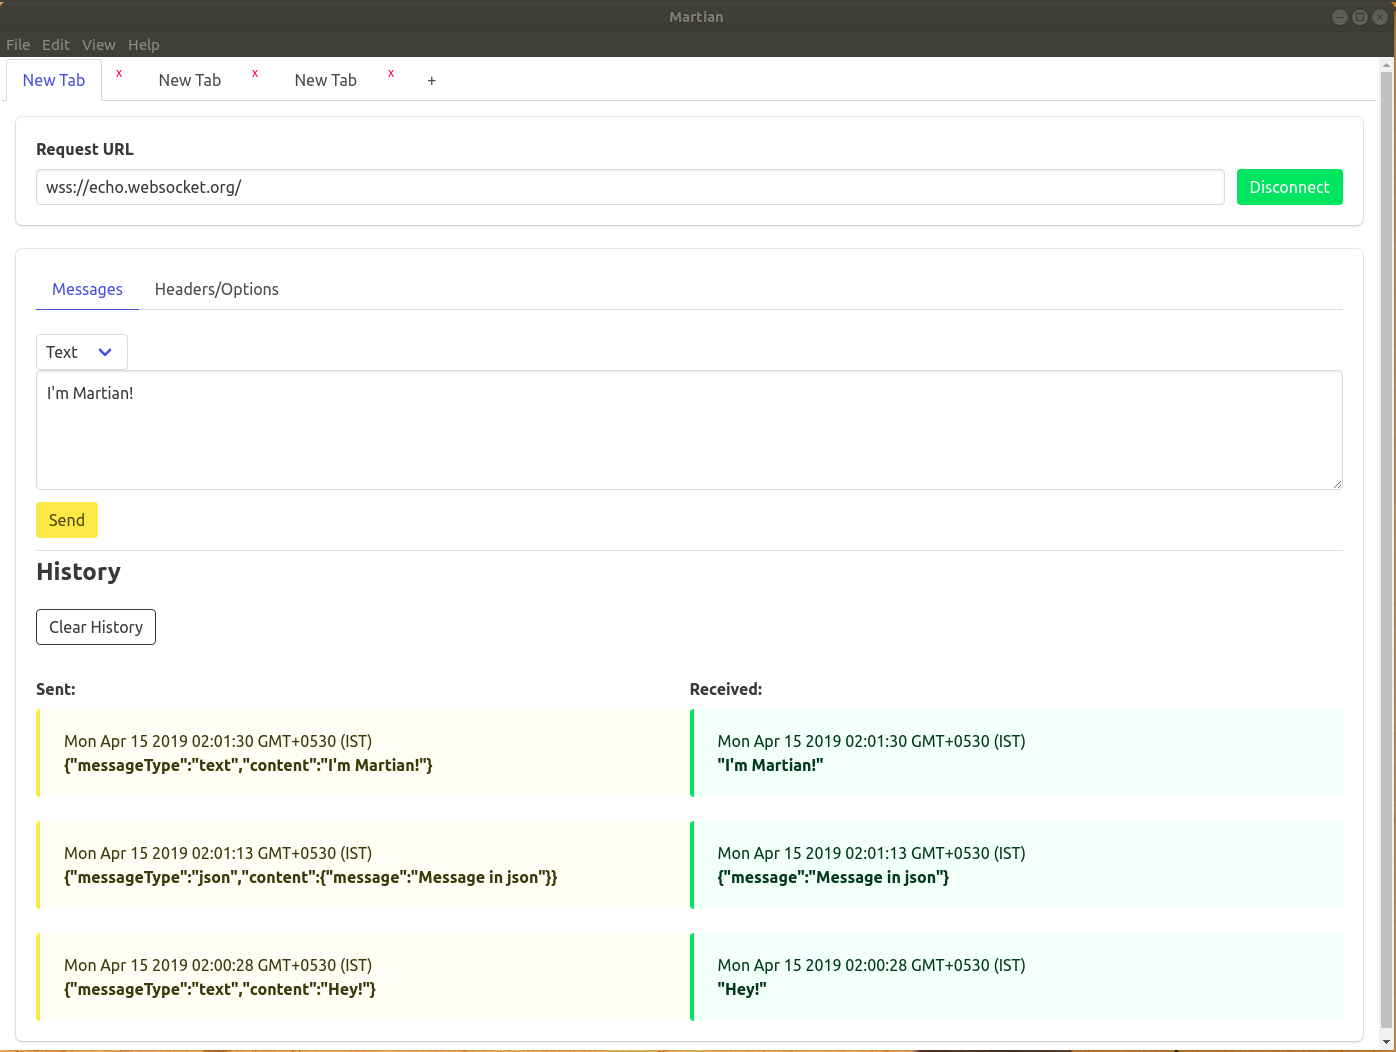 Martian
File Edit View Help
New Tab x New Tab x New Tab x +
Request URL
wss://echo.websocket.org/ Disconnect
Messages Headers/Options
Text
I'm Martian!
Send
History
Clear History
Sent: Received:
Mon Apr 15 2019 02:01:30 GMT+0530 (IST) Mon Apr 15 2019 02:01:30 GMT+0530 (IST)
{"messageType":"text","content":"I'm Martian!"} "I'm Martian!"
Mon Apr 15 2019 02:01:13 GMT+0530 (IST) Mon Apr 15 2019 02:01:13 GMT+0530 (IST)
{"messageType":"json","content":{"message":"Message in json"}} {"message":"Message in json"}
Mon Apr 15 2019 02:00:28 GMT+0530 (IST) Mon Apr 15 2019 02:00:28 GMT+0530 (IST)
{"messageType":"text","content":"Hey!"} "Hey!"